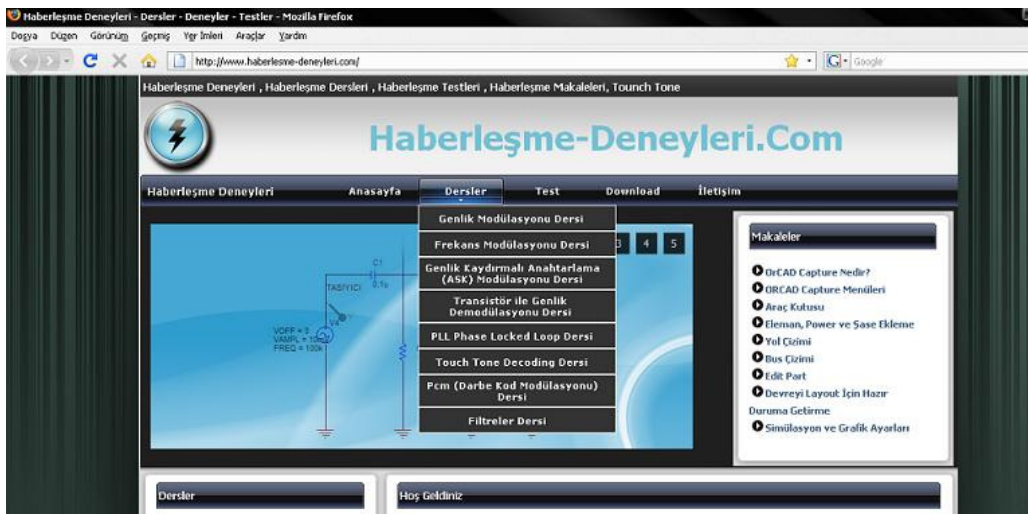 Haberleşme Deneyleri - Dersler - Deneyler - Testler - Mozilla Firefox
Dosya Düzen Görünüm Geçmiş Yer İmleri Araçlar Yardım
http://www.haberlesme-deneyleri.com/
Google
Haberleşme Deneyleri , Haberleşme Dersleri , Haberleşme Testleri , Haberleşme Makaleleri, Tounch Tone
Haberleşme-Deneyleri.Com
Haberleşme Deneyleri Anasayfa Dersler Test Download İletişim
Genlik Modülasyonu Dersi
Frekans Modülasyonu Dersi
Genlik Kaydırmalı Anahtarlama
(ASK) Modülasyonu Dersi
Transistör ile Genlik
Demodülasyonu Dersi
PLL Phase Locked Loop Dersi
Touch Tone Decoding Dersi
Pcm (Darbe Kod Modülasyonu)
Dersi
Filtreler Dersi
3 4 5
C1
0.1u
TASIYICI
V4
VOFF = 0
VAMPL = 10
FREQ = 100k
Makaleler
OrCAD Capture Nedir?
ORCAD Capture Menüleri
Araç Kutusu
Eleman, Power ve Şase Ekleme
Yol Çizimi
Bus Çizimi
Edit Part
Devreyi Layout İçin Hazır
Duruma Getirme
Simülasyon ve Grafik Ayarları
Dersler
Hoş Geldiniz